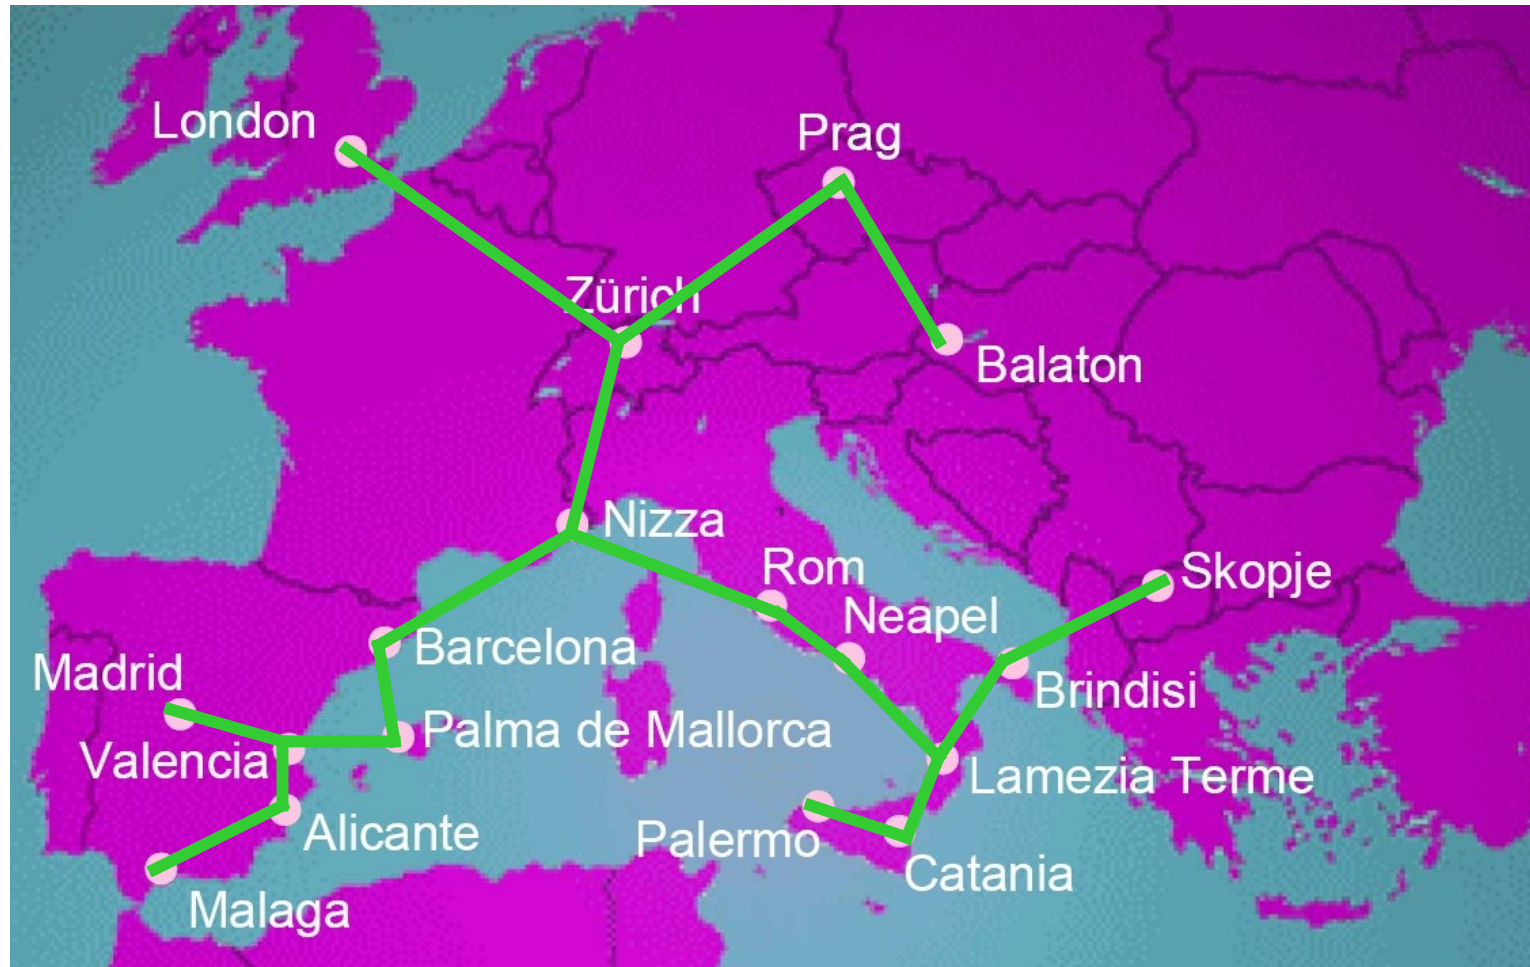 London
Prag
Zürich
Balaton
Nizza
Rom
Skopje
Neapel
Barcelona
Madrid
Brindisi
Palma de Mallorca
Valencia
Lamezia Terme
Alicante
Palermo
Catania
Malaga